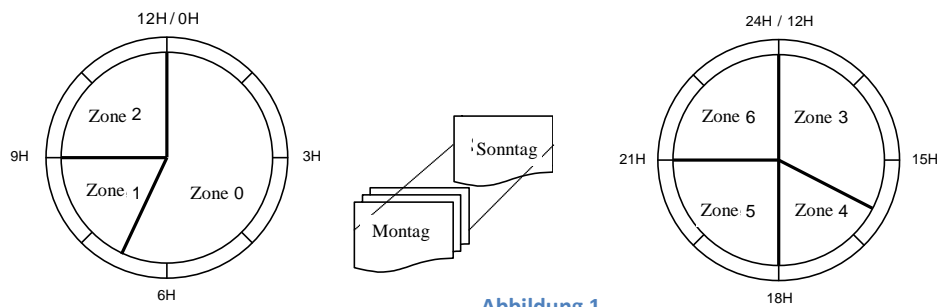 12H / 0H
Zone 2
9H
3H
Zone 1
Zone 0
6H
Sonntag
Montag
24H / 12H
Zone 6
Zone 3
21H
15H
Zone 5
Zone 4
18H
Abbildung 1